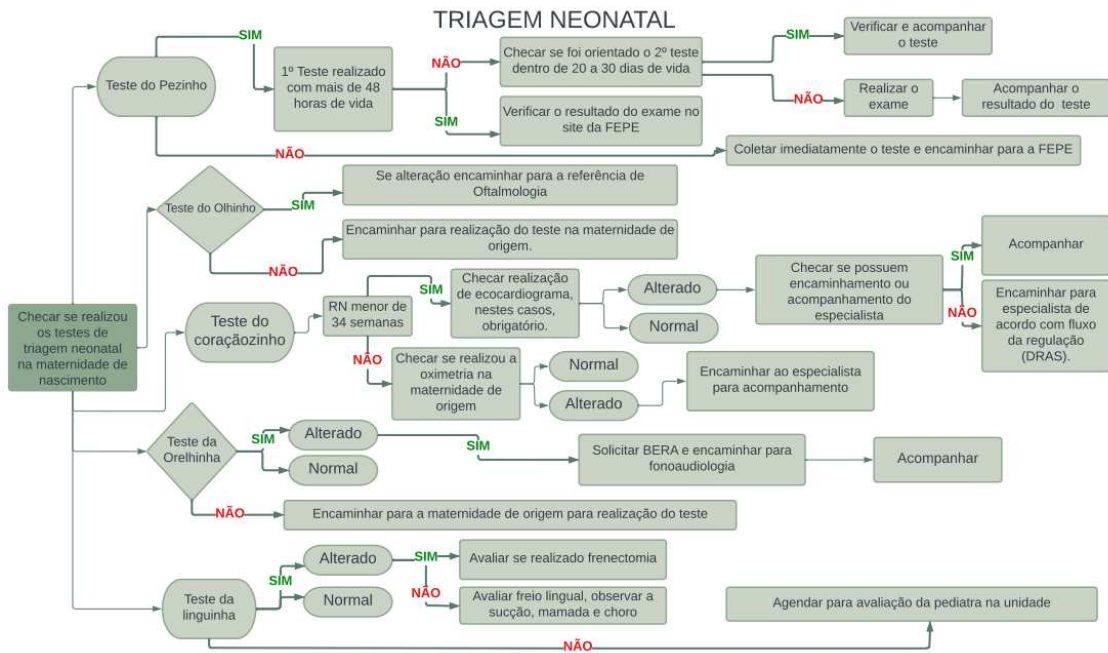 TRIAGEM NEONATAL
Checar se realizou
os testes de
triagem neonatal
na maternidade de
nascimento
Teste do Pezinho
SIM
1º Teste realizado
com mais de 48
horas de vida
NÃO
Checar se foi orientado o 2º teste
dentro de 20 a 30 dias de vida
SIM
Verificar e acompanhar
o teste
NÃO
Realizar o
exame
Acompanhar o
resultado do teste
SIM
Verificar o resultado do exame no
site da FEPE
NÃO
Coletar imediatamente o teste e encaminhar para a FEPE
Teste do Olhinho
SIM
Se alteração encaminhar para a referência de
Oftalmologia
NÃO
Encaminhar para realização do teste na maternidade de
origem.
Teste do
coraçãozinho
RN menor de
34 semanas
SIM
Checar realização
de ecocardiograma,
nestes casos,
obrigatório.
Alterado
Normal
Checar se possuem
encaminhamento ou
acompanhamento do
especialista
SIM
Acompanhar
NÃO
Encaminhar para
especialista de
acordo com fluxo
da regulação
(DRAS).
NÃO
Checar se realizou a
oximetria na
maternidade de
origem
Normal
Alterado
Encaminhar ao especialista
para acompanhamento
Teste da
Orelhinha
SIM
Alterado
Normal
SIM
Solicitar BERA e encaminhar para
fonoaudiologia
Acompanhar
NÃO
Encaminhar para a maternidade de origem para realização do teste
Teste da
linguinha
SIM
Alterado
Normal
SIM
Avaliar se realizado frenectomia
NÃO
Avaliar freio lingual, observar a
sucção, mamada e choro
NÃO
Agendar para avaliação da pediatra na unidade